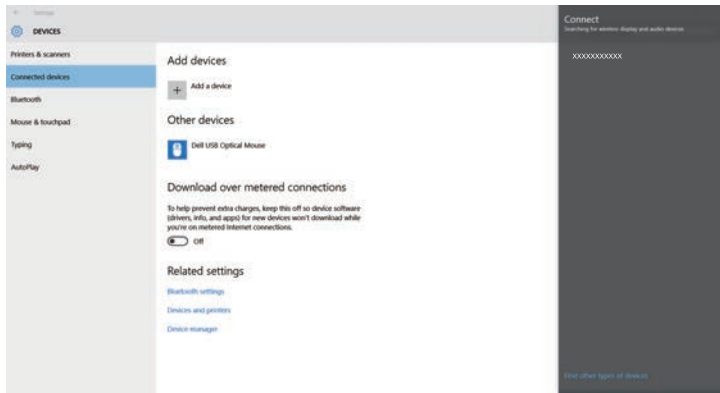 Settings
DEVICES
Printers & scanners
Connected devices
Bluetooth
Mouse & touchpad
Typing
AutoPlay
Add devices
Add a device
Other devices
Dell USB Optical Mouse
Download over metered connections
To help prevent extra charges, keep this off so device software
(drivers, info, and apps) for new devices won't download while
you're on metered Internet connections.
Off
Related settings
Bluetooth settings
Devices and printers
Device manager
Connect
Searching for wireless display and audio devices
xxxxxxxxxxx
Find other types of devices